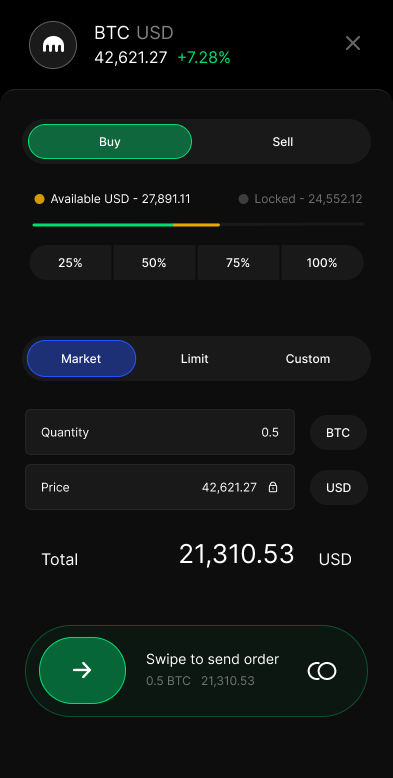 BTC USD
42,621.27 +7.28%
Buy Sell
Available USD - 27,891.11 Locked - 24,552.12
25% 50% 75% 100%
Market Limit Custom
Quantity 0.5 BTC
Price 42,621.27 USD
Total 21,310.53 USD
Swipe to send order
0.5 BTC 21,310.53